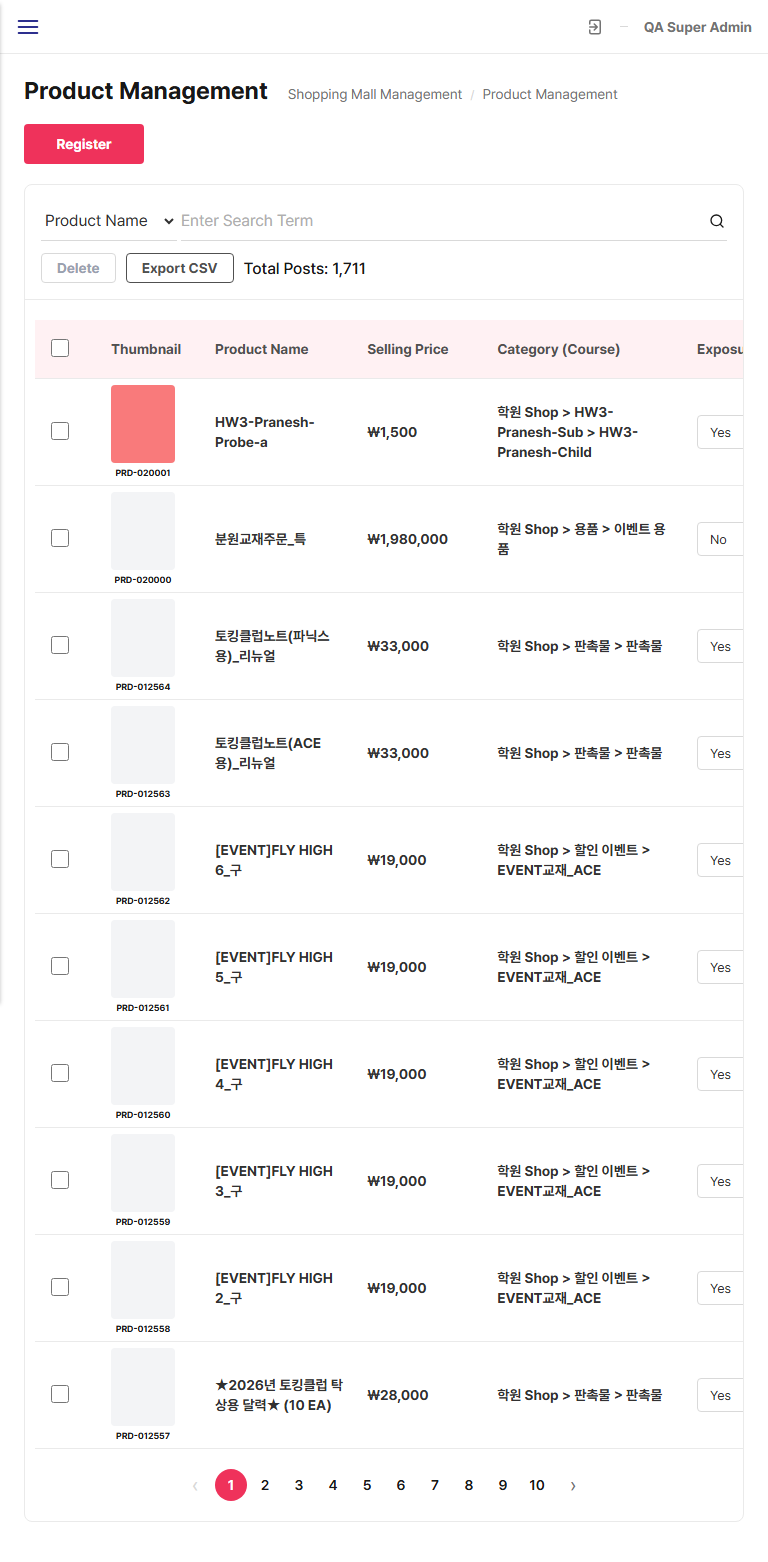 QA Super Admin
Product Management
Shopping Mall Management / Product Management
Register
Product Name
Enter Search Term
Delete
Export CSV
Total Posts: 1,711
Thumbnail
Product Name
Selling Price
Category (Course)
Exposu
PRD-020001
HW3-Pranesh-
Probe-a
₩1,500
학원 Shop > HW3-
Pranesh-Sub > HW3-
Pranesh-Child
Yes
PRD-020000
분원교재주문_특
₩1,980,000
학원 Shop > 용품 > 이벤트 용
품
No
PRD-012564
토킹클럽노트(파닉스
용)_리뉴얼
₩33,000
학원 Shop > 판촉물 > 판촉물
Yes
PRD-012563
토킹클럽노트(ACE
용)_리뉴얼
₩33,000
학원 Shop > 판촉물 > 판촉물
Yes
PRD-012562
[EVENT]FLY HIGH
6_구
₩19,000
학원 Shop > 할인 이벤트 >
EVENT교재_ACE
Yes
PRD-012561
[EVENT]FLY HIGH
5_구
₩19,000
학원 Shop > 할인 이벤트 >
EVENT교재_ACE
Yes
PRD-012560
[EVENT]FLY HIGH
4_구
₩19,000
학원 Shop > 할인 이벤트 >
EVENT교재_ACE
Yes
PRD-012559
[EVENT]FLY HIGH
3_구
₩19,000
학원 Shop > 할인 이벤트 >
EVENT교재_ACE
Yes
PRD-012558
[EVENT]FLY HIGH
2_구
₩19,000
학원 Shop > 할인 이벤트 >
EVENT교재_ACE
Yes
PRD-012557
★2026년 토킹클럽 탁
상용 달력★ (10 EA)
₩28,000
학원 Shop > 판촉물 > 판촉물
Yes
‹ 1 2 3 4 5 6 7 8 9 10 ›